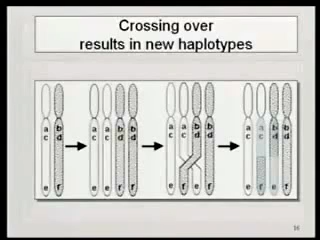 Crossing over
results in new haplotypes
a b a a b b a a b b a a b b
c d c c d d c c d d c c d d
e f e e f f e f e f e f e f